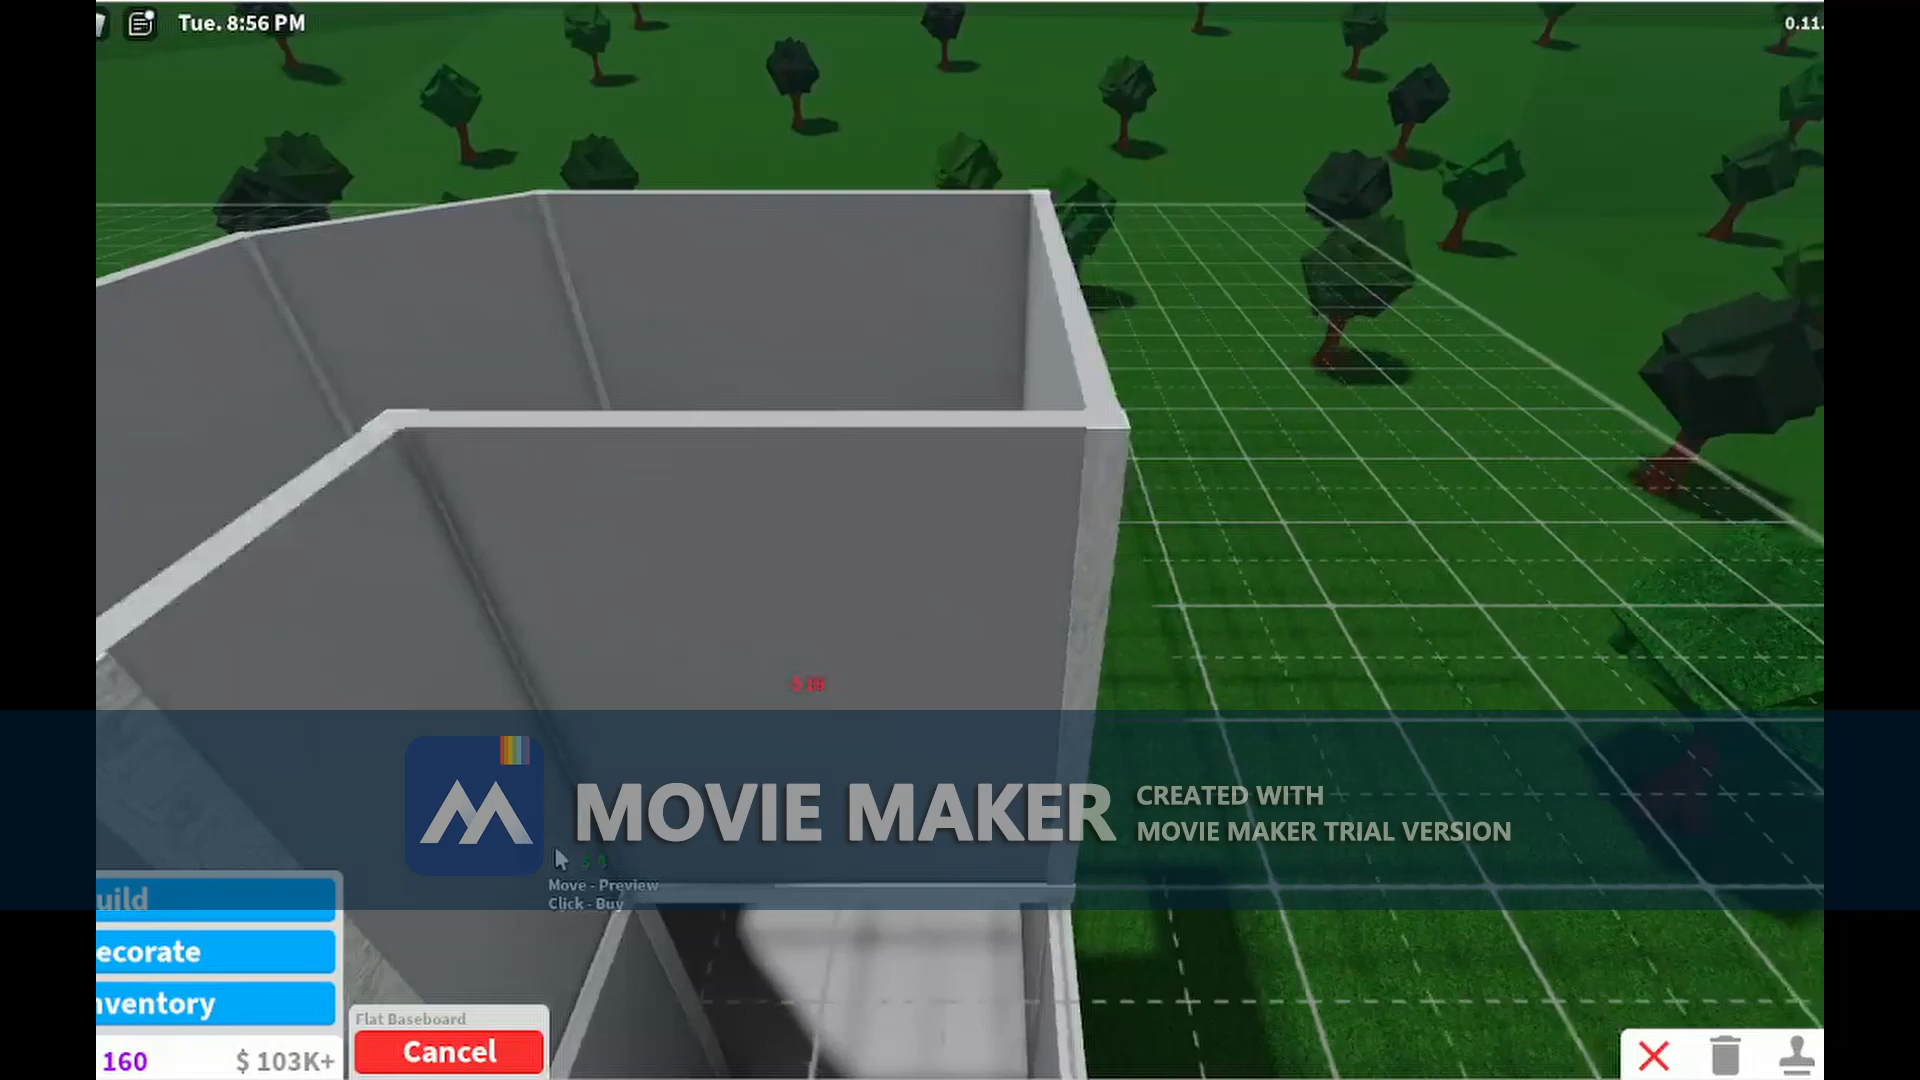 Tue. 8:56 PM
0.11.
MOVIE MAKER
CREATED WITH
MOVIE MAKER TRIAL VERSION
Move - Preview
Click - Buy
uild
ecorate
nventory
160
$ 103K+
Flat Baseboard
Cancel